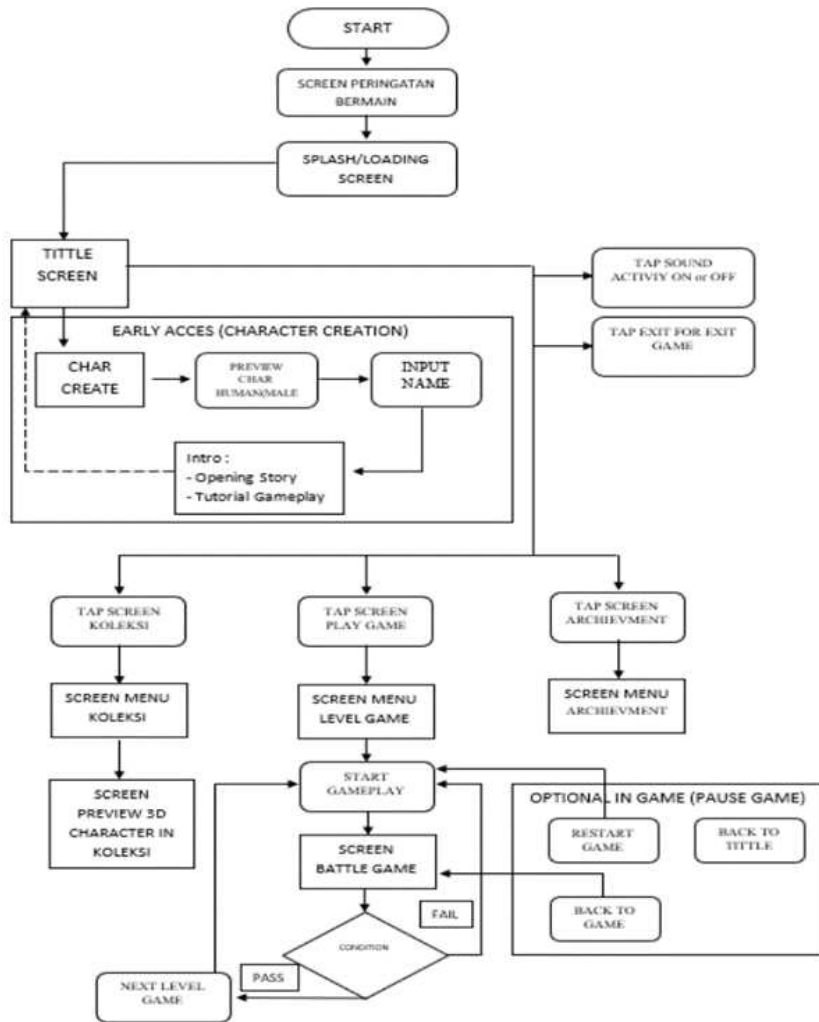 START
SCREEN PERINGATAN
BERMAIN
SPLASH/LOADING
SCREEN
TITTLE
SCREEN
TAP SOUND
ACTIVIY ON or OFF
TAP EXIT FOR EXIT
GAME
EARLY ACCES (CHARACTER CREATION)
CHAR
CREATE
PREVIEW
CHAR
HUMAN(MALE
INPUT
NAME
Intro :
- Opening Story
- Tutorial Gameplay
TAP SCREEN
KOLEKSI
TAP SCREEN
PLAY GAME
TAP SCREEN
ARCHIEVMENT
SCREEN MENU
KOLEKSI
SCREEN MENU
LEVEL GAME
SCREEN MENU
ARCHIEVMENT
SCREEN
PREVIEW 3D
CHARACTER IN
KOLEKSI
START
GAMEPLAY
OPTIONAL IN GAME (PAUSE GAME)
RESTART
GAME
BACK TO
TITTLE
SCREEN
BATTLE GAME
BACK TO
GAME
FAIL
CONDITION
PASS
NEXT LEVEL
GAME